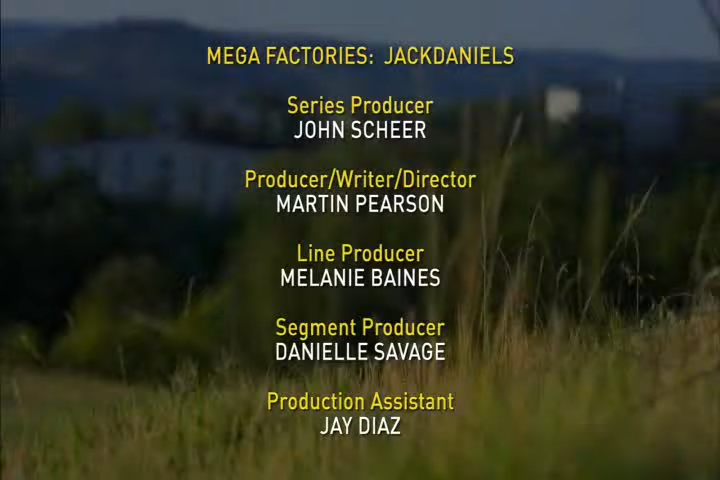 MEGA FACTORIES: JACKDANIELS
Series Producer
JOHN SCHEER
Producer/Writer/Director
MARTIN PEARSON
Line Producer
MELANIE BAINES
Segment Producer
DANIELLE SAVAGE
Production Assistant
JAY DIAZ